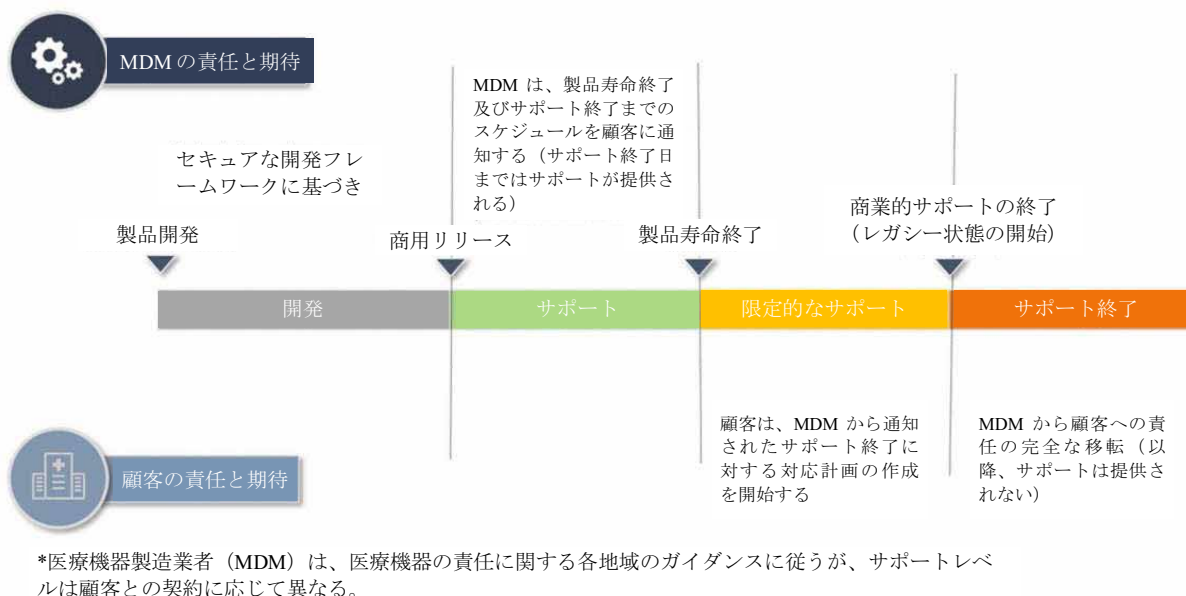 MDM の責任と期待
MDM は、製品寿命終了
及びサポート終了までの
スケジュールを顧客に通
知する（サポート終了日
まではサポートが提供さ
れる）
セキュアな開発フレ
ームワークに基づき
製品開発
商用リリース
製品寿命終了
商業的サポートの終了
（レガシー状態の開始）
開発
サポート
限定的なサポート
サポート終了
顧客の責任と期待
顧客は、MDM から通知
されたサポート終了に
対する対応計画の作成
を開始する
MDM から顧客への責
任の完全な移転（以
降、サポートは提供さ
れない）
*医療機器製造業者（MDM）は、医療機器の責任に関する各地域のガイダンスに従うが、サポートレベ
ルは顧客との契約に応じて異なる。